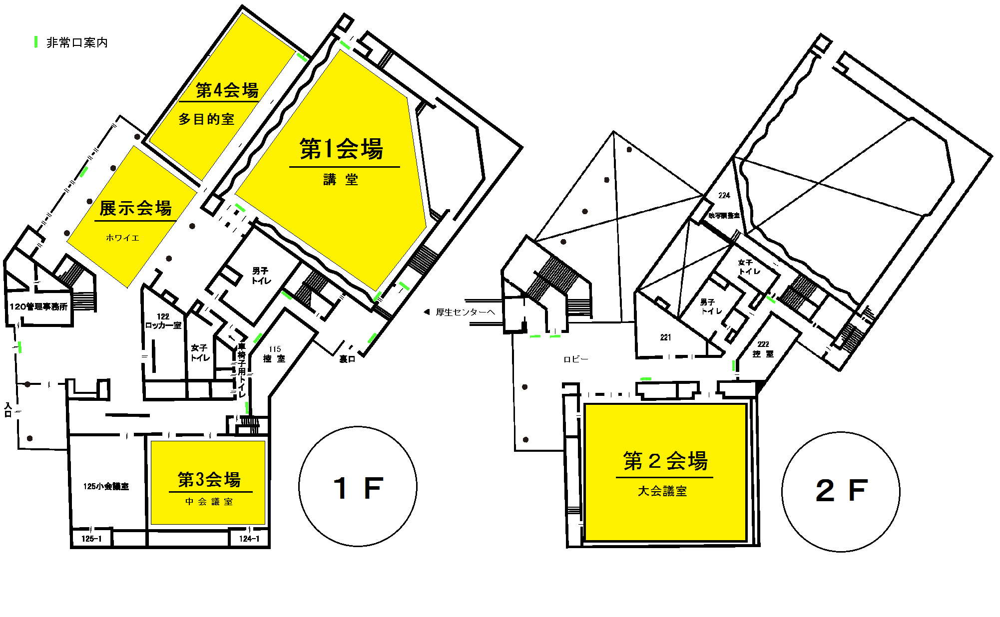 非常口案内
第4会場
多目的室
第1会場
講 堂
展示会場
ホワイエ
男子
トイレ
120管理事務所
122
ロッカー室
女子
トイレ
車椅子用トイレ
←
115
控 室
裏口
入口
125小会議室
第3会場
中 会 議 室
125-1
124-1
1 F
224
映写調整室
女子
トイレ
男子
トイレ
◀ 厚生センターへ
221
222
控 室
ロビー
第２会場
大会議室
2 F